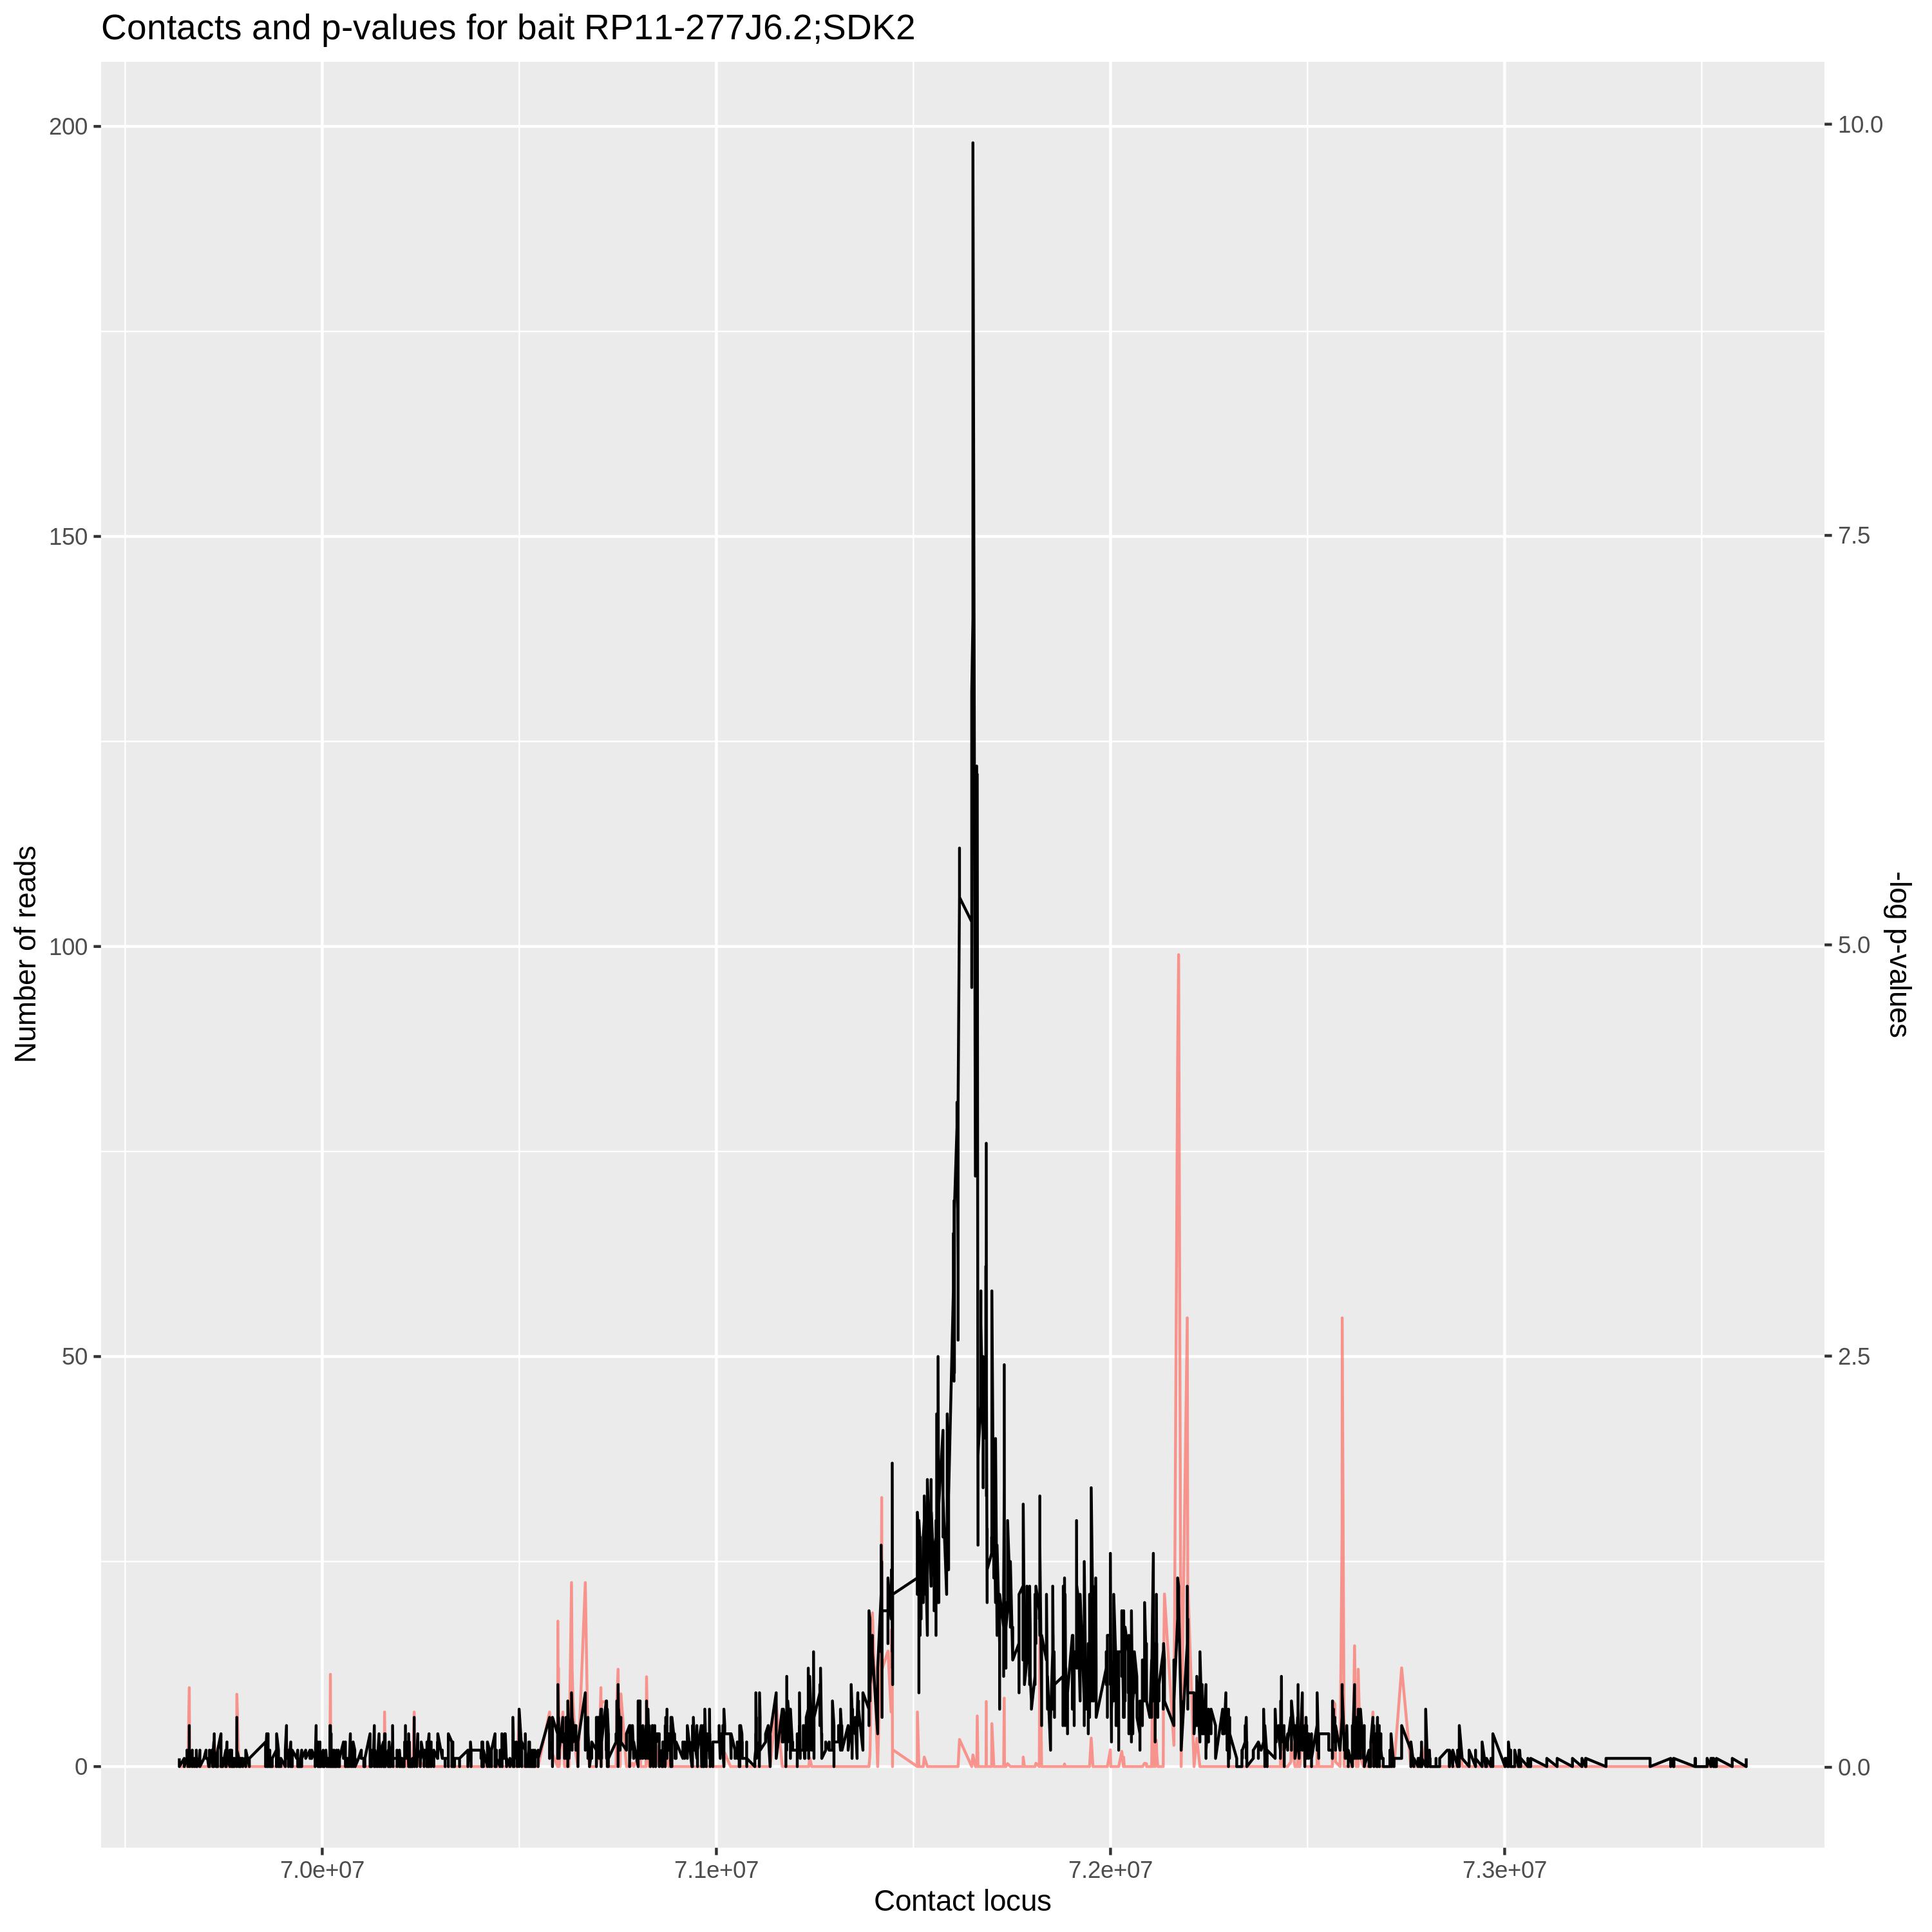 Contacts and p-values for bait RP11-277J6.2;SDK2
200
150
100
50
0
Number of reads
10.0
7.5
5.0
2.5
0.0
-log p-values
7.0e+07
7.1e+07
7.2e+07
7.3e+07
Contact locus